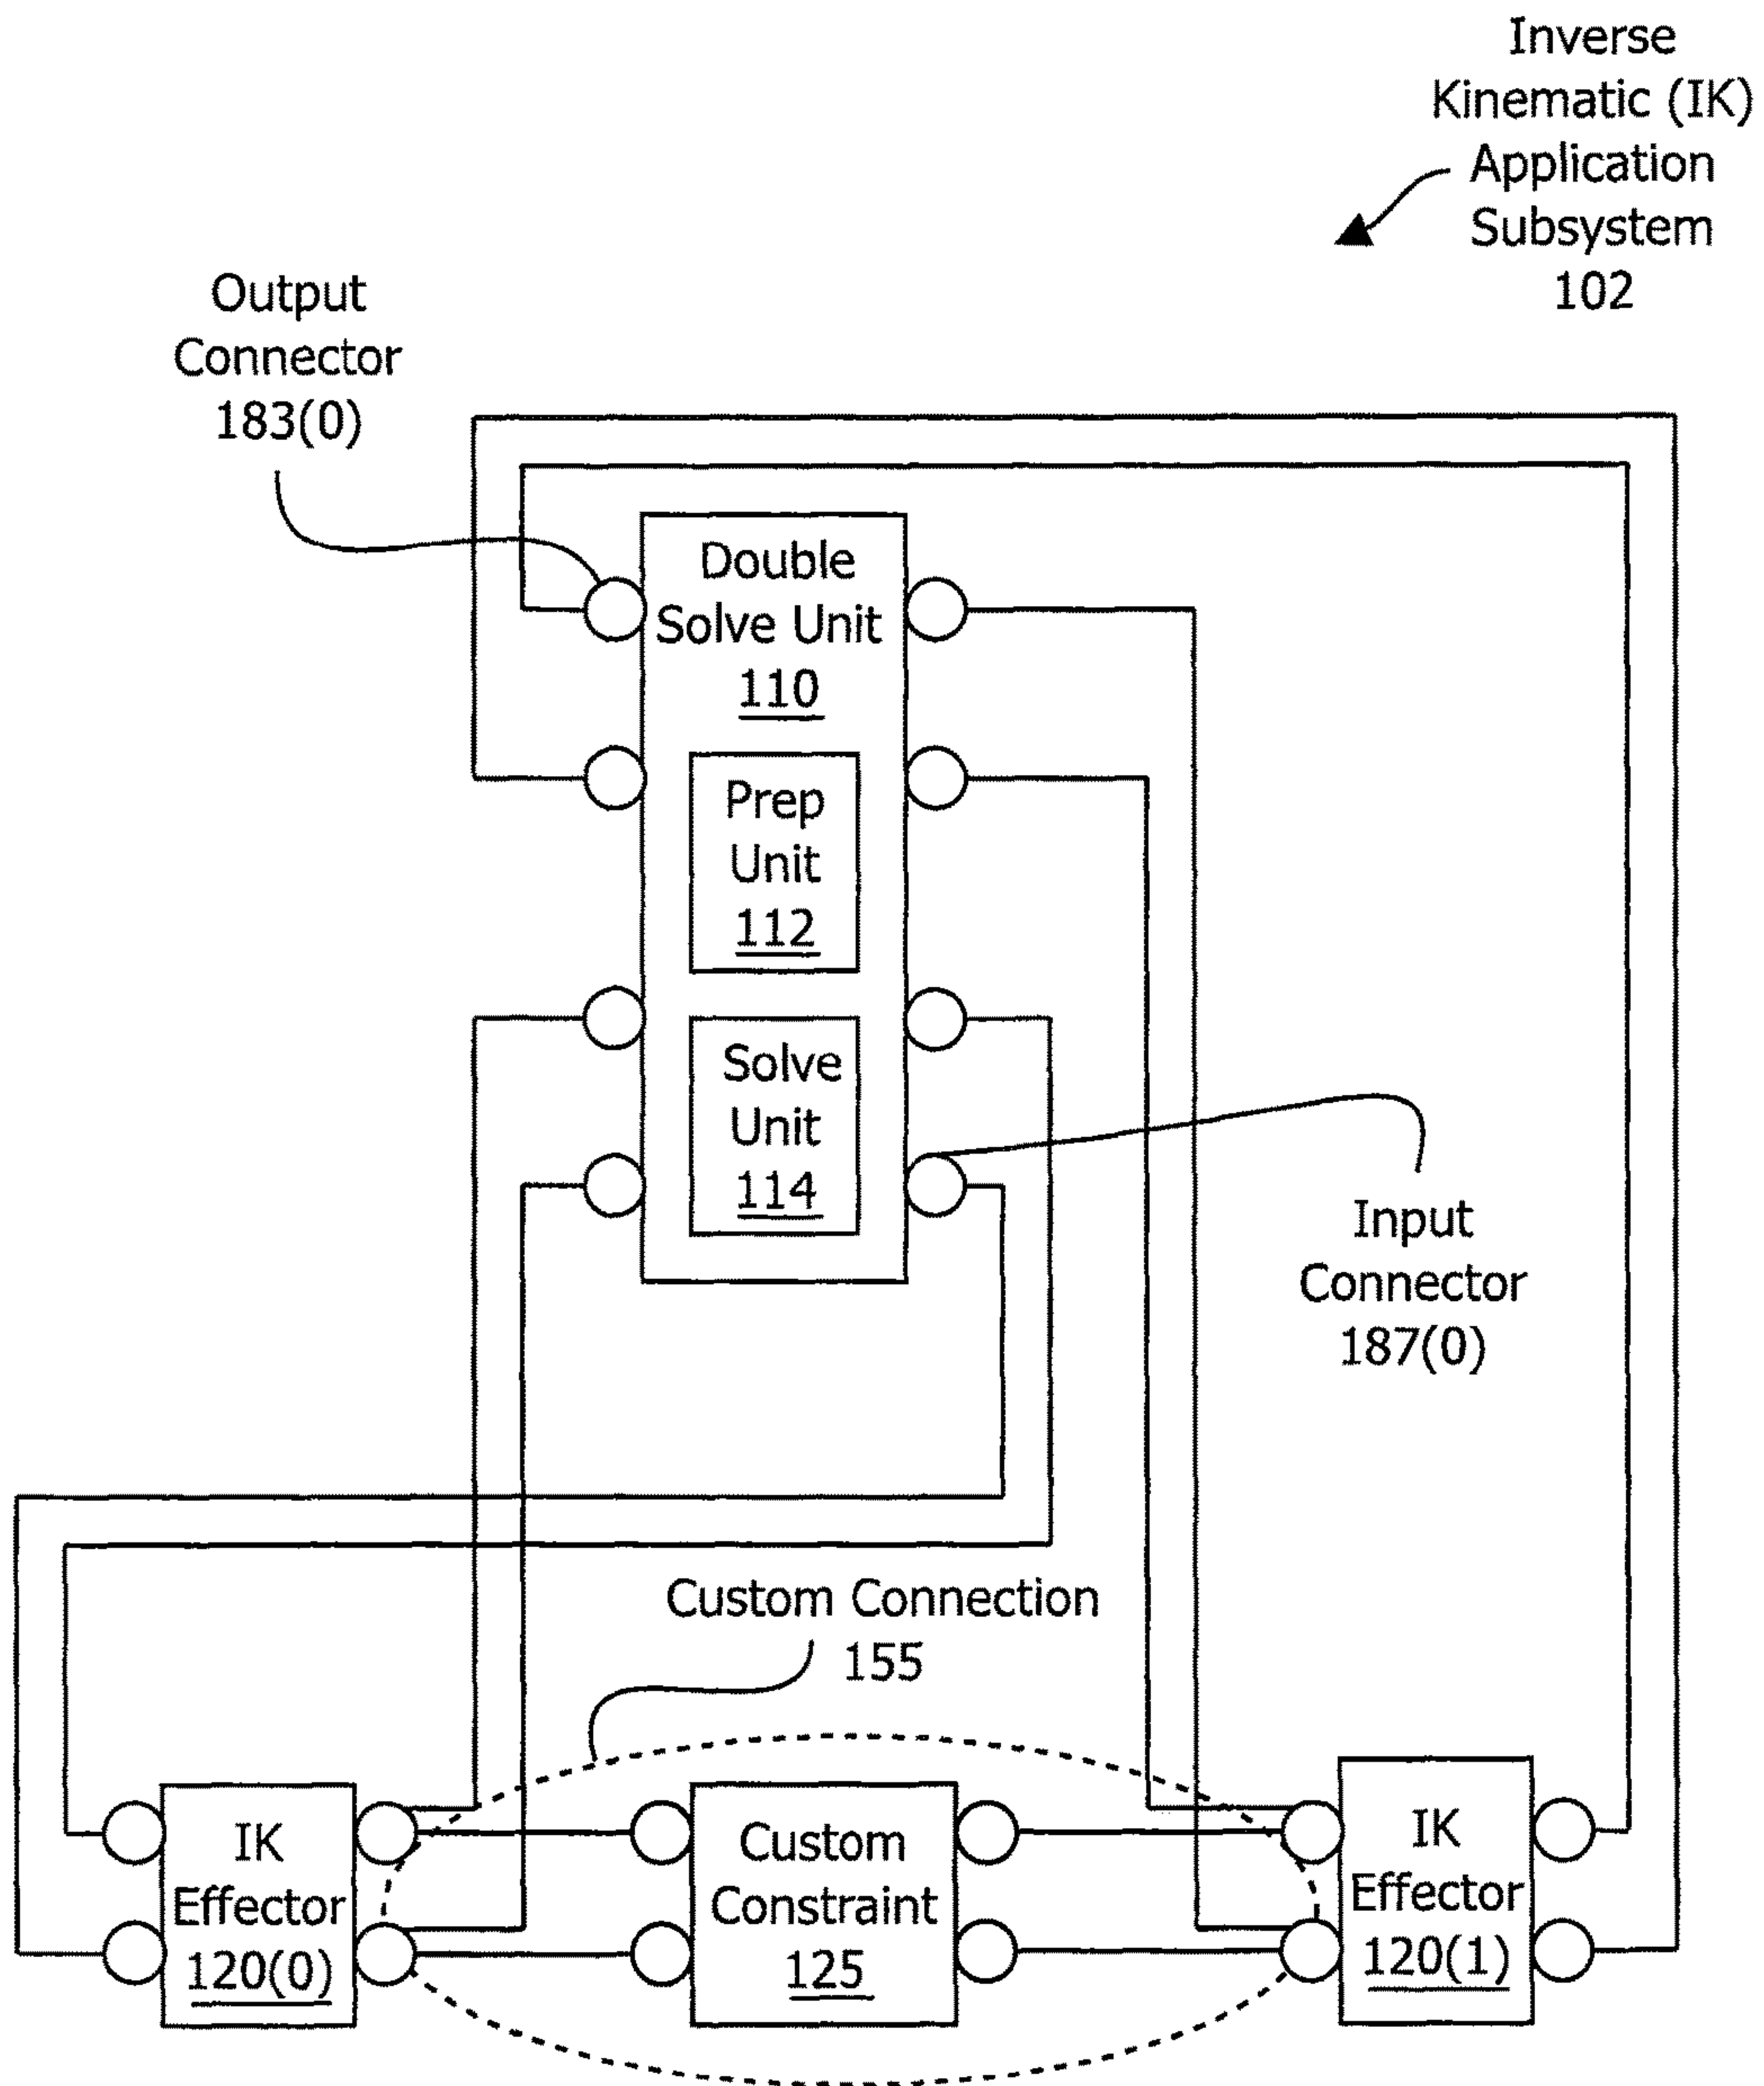 Inverse
Kinematic (IK)
Application
Subsystem
102
Output
Connector
183(0)
Double
Solve Unit
110
Prep
Unit
112
Solve
Unit
114
Input
Connector
187(0)
Custom Connection
155
IK
Effector
120(0)
Custom
Constraint
125
IK
Effector
120(1)